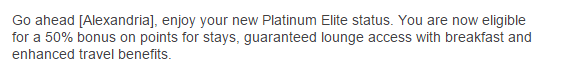 Go ahead [Alexandria], enjoy your new Platinum Elite status. You are now eligible
for a 50% bonus on points for stays, guaranteed lounge access with breakfast and
enhanced travel benefits.